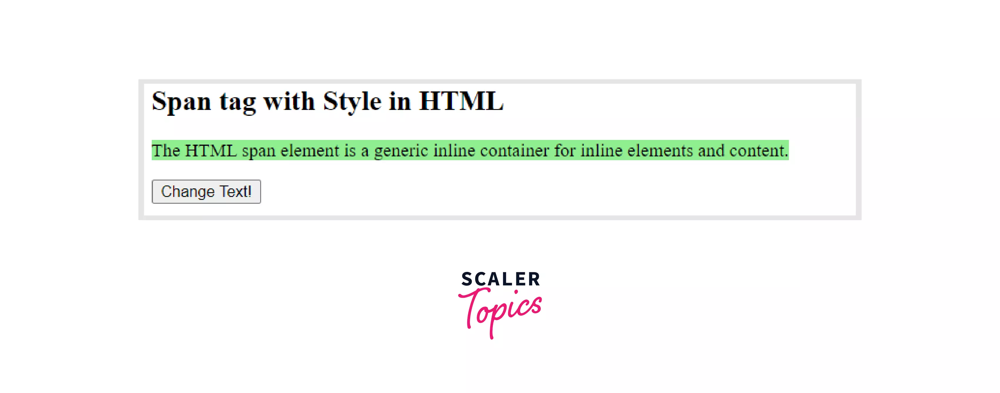 Span tag with Style in HTML
The HTML span element is a generic inline container for inline elements and content.
Change Text!
SCALER
Topics